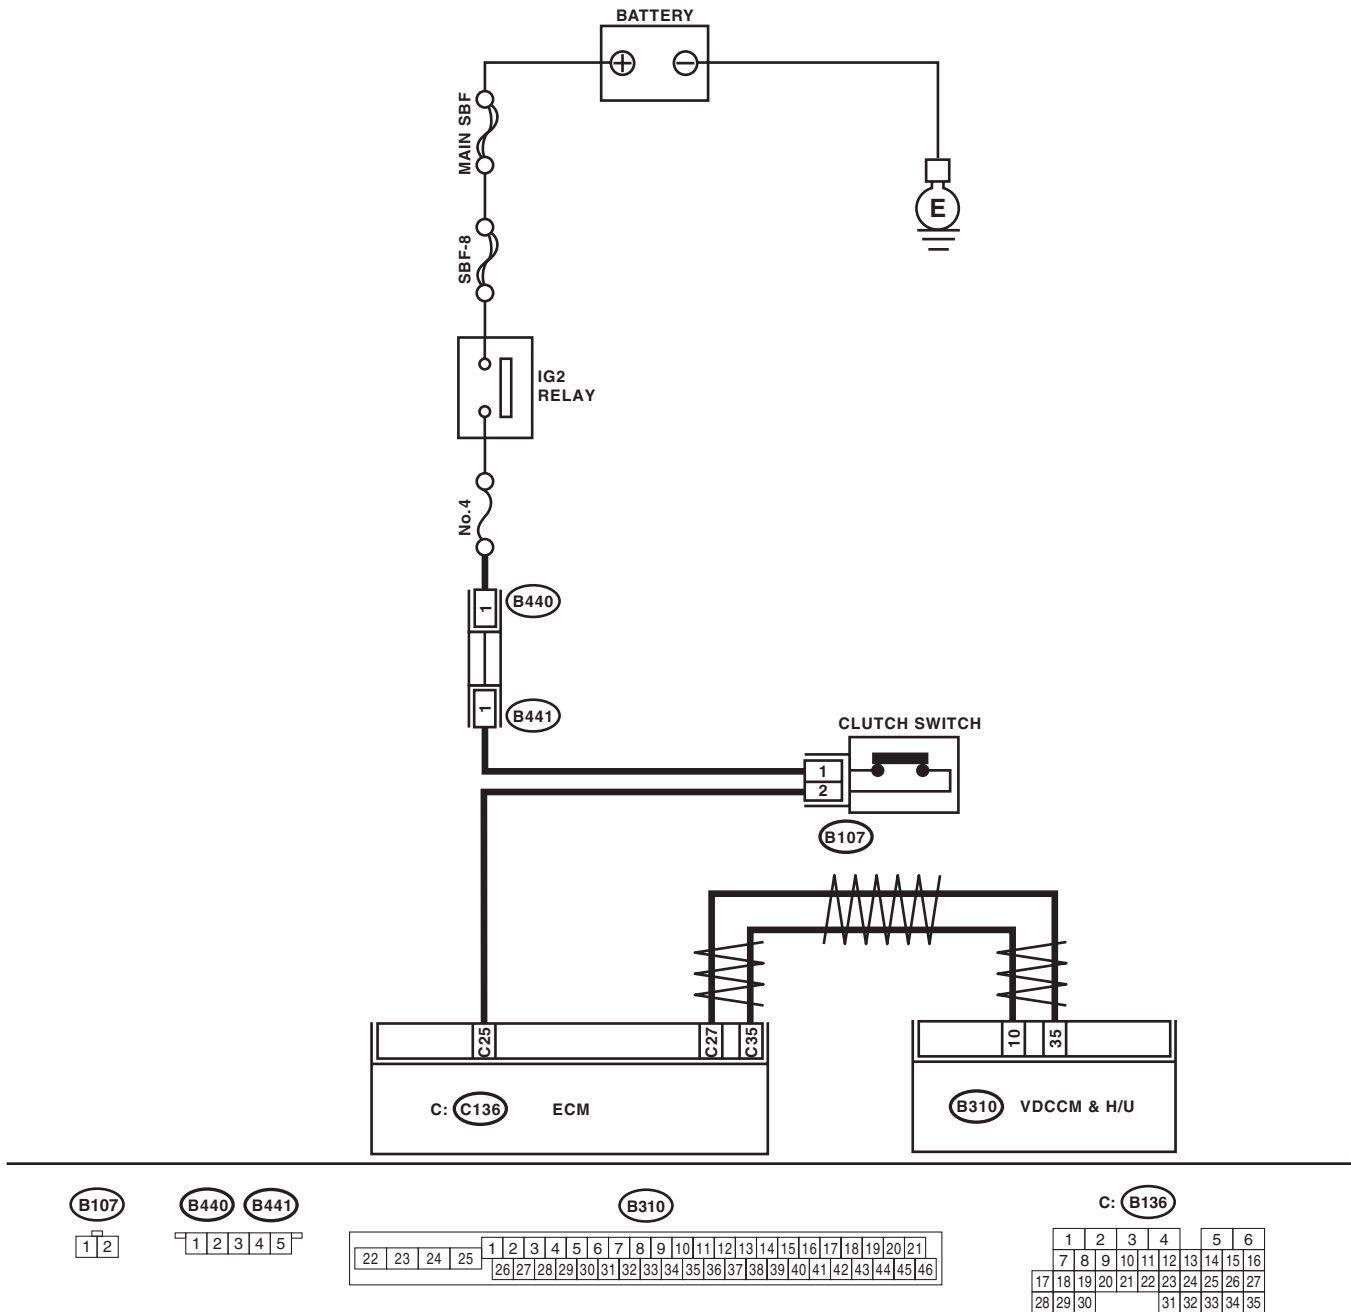 BATTERY
MAIN SBF
E
SBF-8
IG2
RELAY
No.4
1
B440
1
B441
CLUTCH SWITCH
1
2
B107
C25
C27
C35
10
35
C: C136 ECM
B310 VDCCM & H/U
B107
B440 B441
B310
C: B136
1 2
1 2 3 4 5
22 23 24 25
1 2 3 4 5 6 7 8 9 10 11 12 13 14 15 16 17 18 19 20 21
26 27 28 29 30 31 32 33 34 35 36 37 38 39 40 41 42 43 44 45 46
1 2 3 4 5 6
7 8 9 10 11 12 13 14 15 16
17 18 19 20 21 22 23 24 25 26 27
28 29 30 31 32 33 34 35